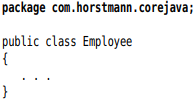 package com.horstmann.corejava;
public class Employee
{
. . .
}